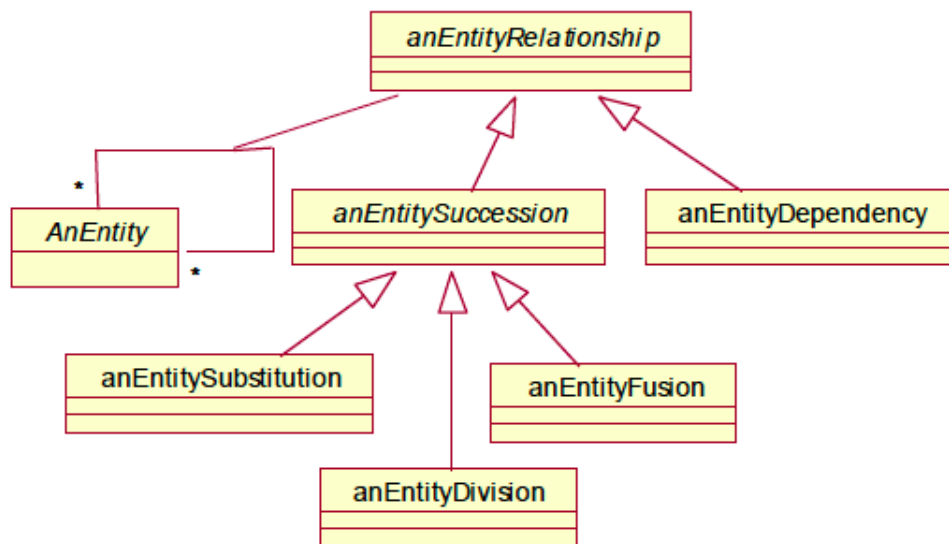 anEntityRelationship
*
AnEntity
*
anEntitySuccession
anEntityDependency
anEntitySubstitution
anEntityFusion
anEntityDivision